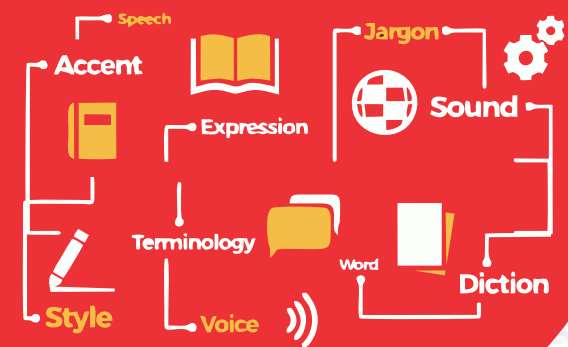 Speech
Jargon
Accent
Sound
Expression
Terminology
Word
Diction
Style
Voice